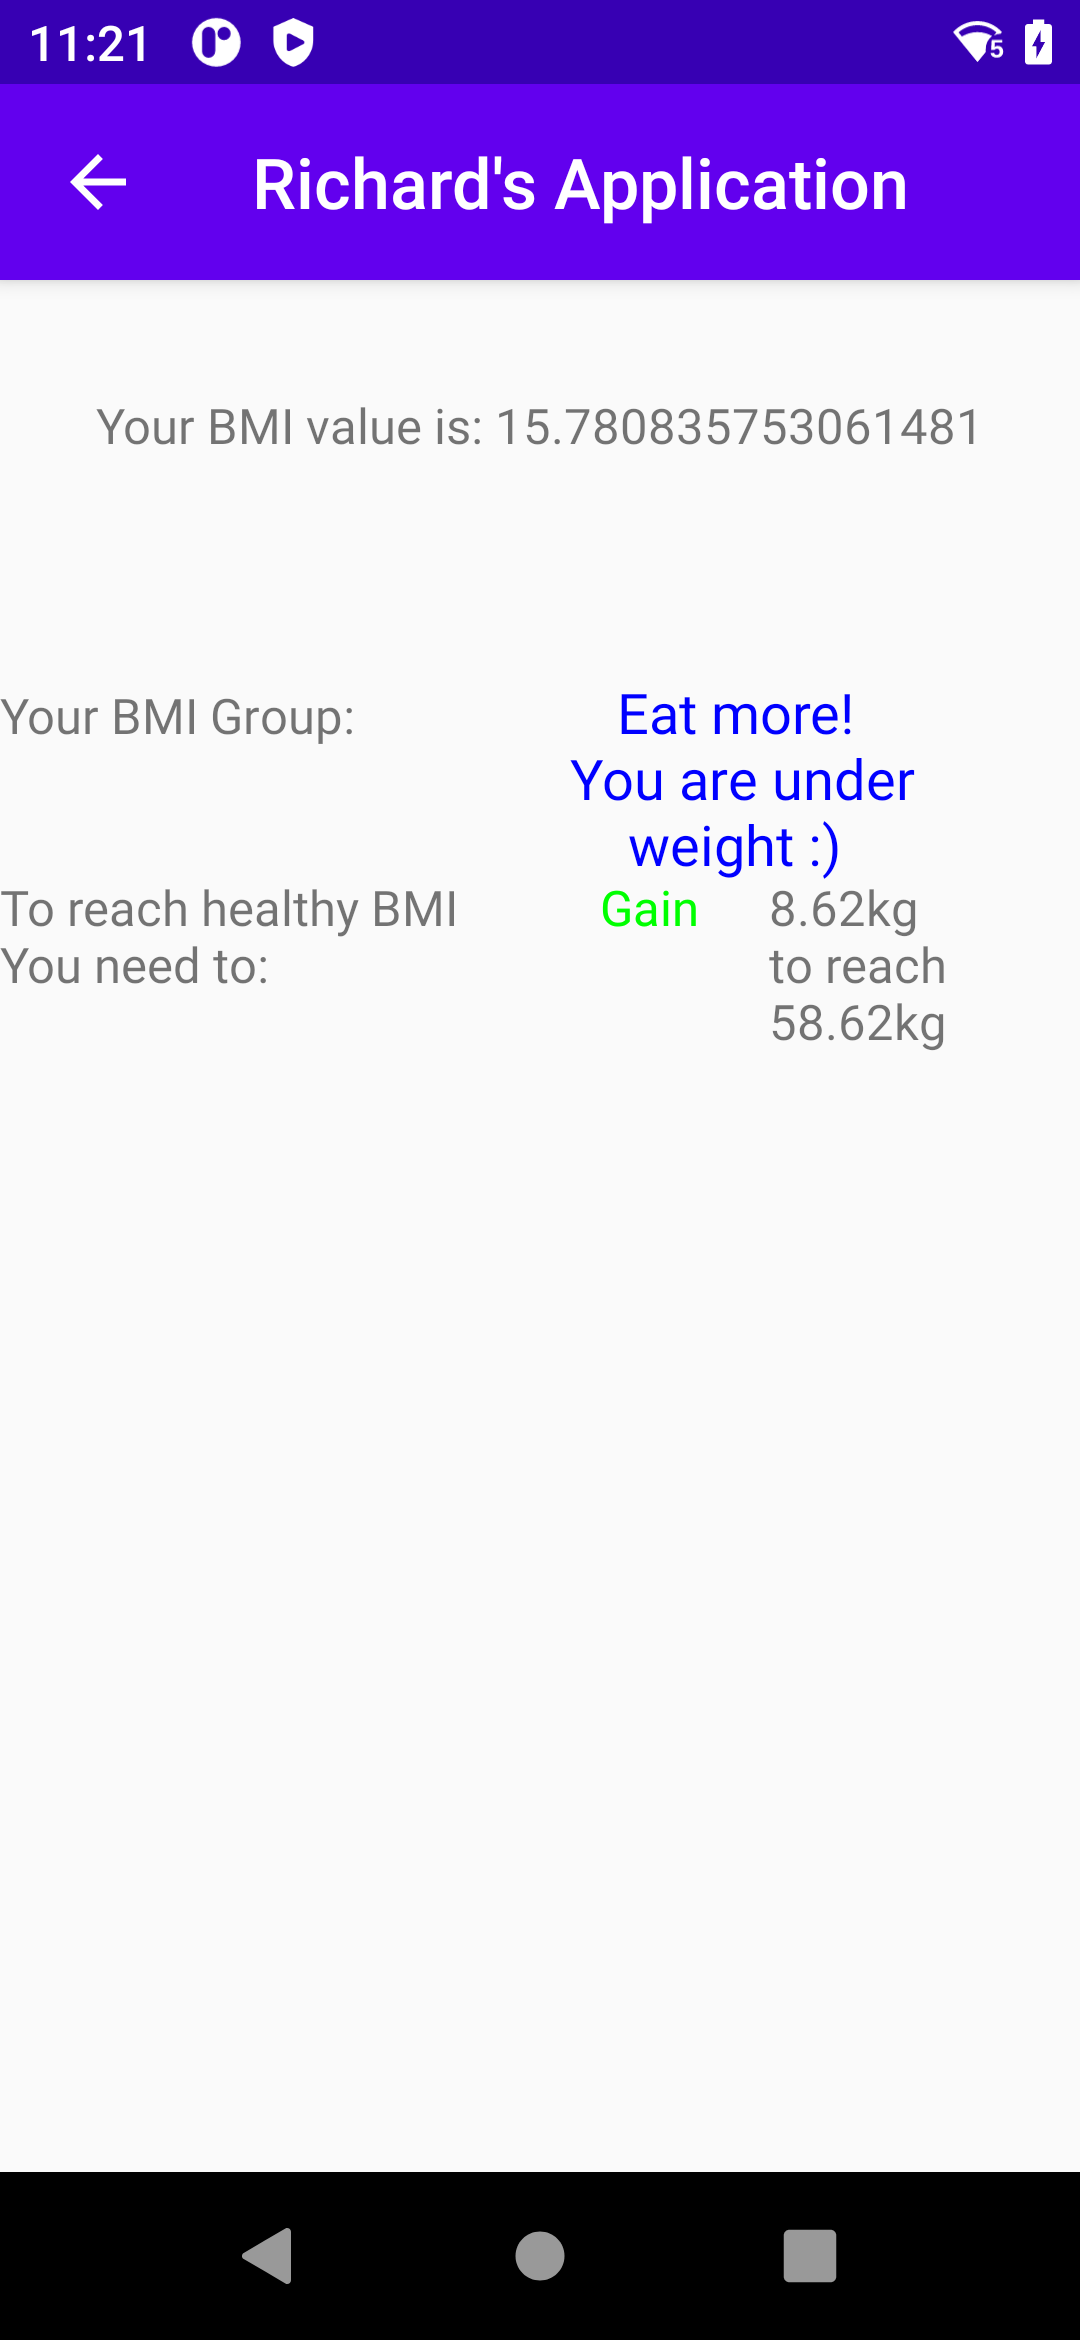 11:21
Richard's Application
Your BMI value is: 15.780835753061481
Your BMI Group:
Eat more!
You are under
weight :)
To reach healthy BMI
You need to:
Gain
8.62kg
to reach
58.62kg